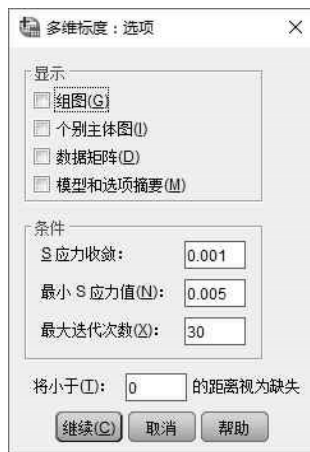 多维标度：选项
显示
组图(G)
个别主体图(I)
数据矩阵(D)
模型和选项摘要(M)
条件
S 应力收敛：
0.001
最小 S 应力值(N)：
0.005
最大迭代次数(X)：
30
将小于(T)： 0 的距离视为缺失
继续(C) 取消 帮助